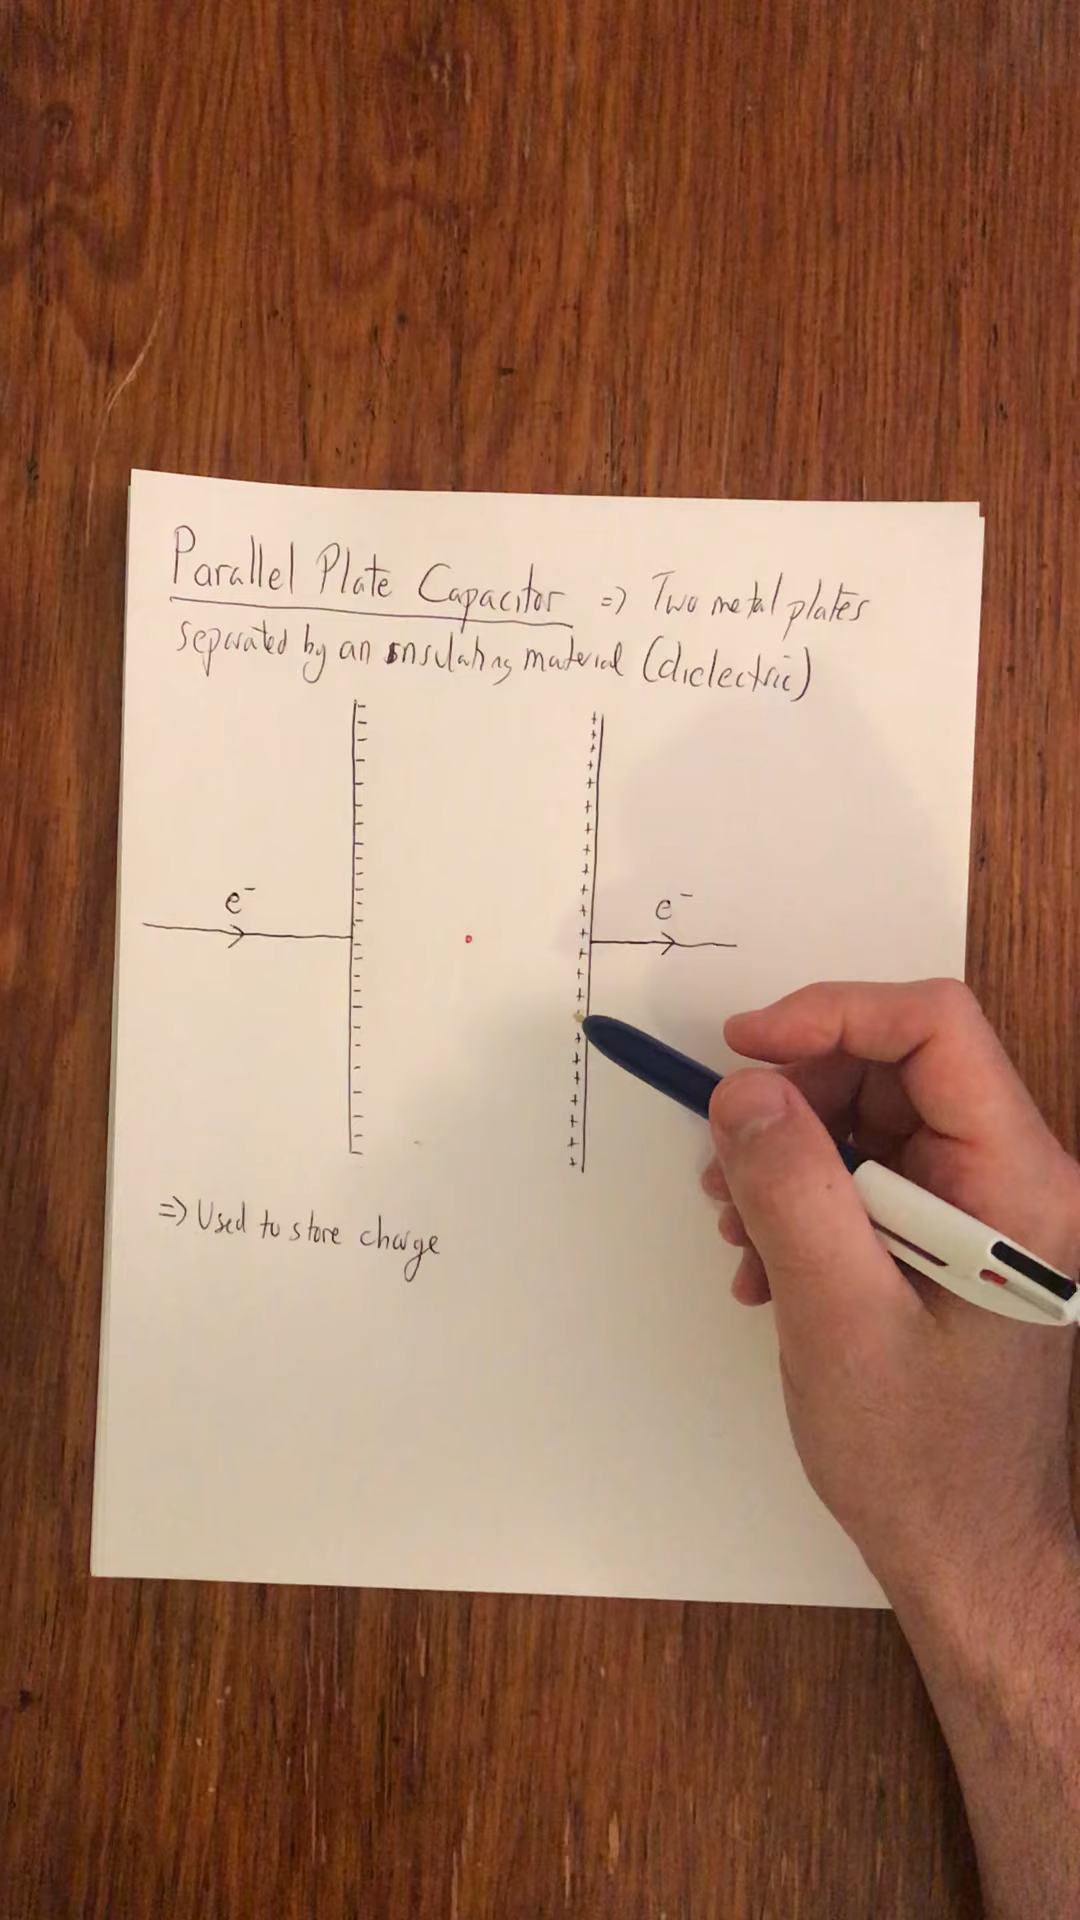 Parallel Plate Capacitor => Two metal plates
separated by an insulating material (dielectric)
e⁻
e⁻
=> Used to store charge